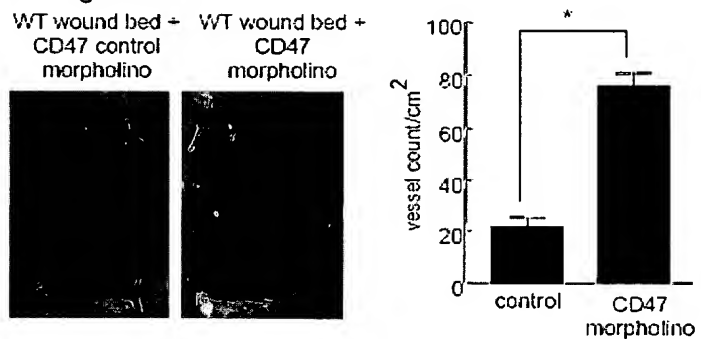 WT wound bed +
CD47 control
morpholino
WT wound bed +
CD47
morpholino
vessel count/cm2
100
80
60
40
20
0
*
control
CD47
morpholino